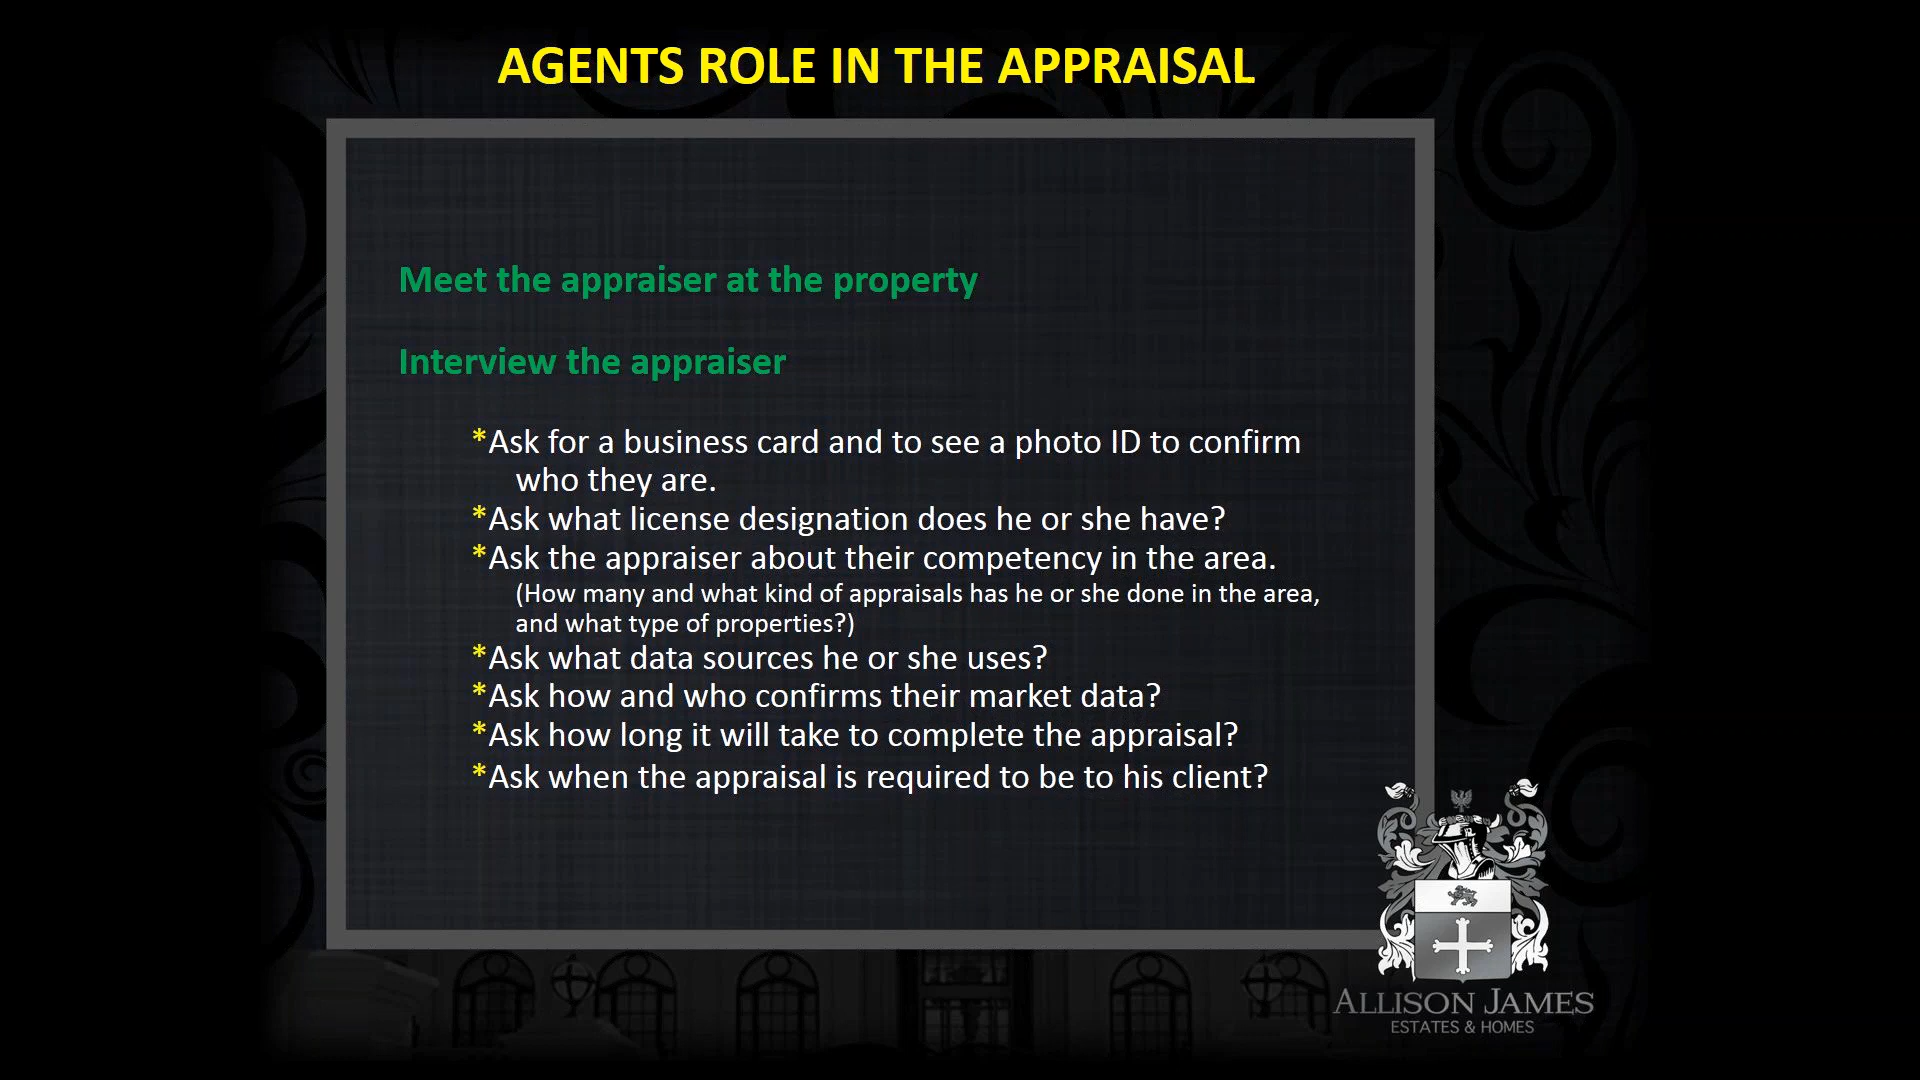 AGENTS ROLE IN THE APPRAISAL
Meet the appraiser at the property
Interview the appraiser
*Ask for a business card and to see a photo ID to confirm
who they are.
*Ask what license designation does he or she have?
*Ask the appraiser about their competency in the area.
(How many and what kind of appraisals has he or she done in the area,
and what type of properties?)
*Ask what data sources he or she uses?
*Ask how and who confirms their market data?
*Ask how long it will take to complete the appraisal?
*Ask when the appraisal is required to be to his client?
ALLISON JAMES
ESTATES & HOMES